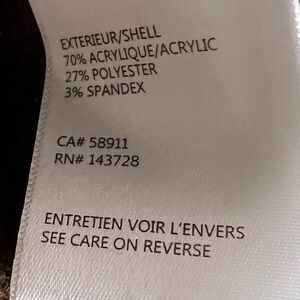 EXTERIEUR/SHELL
70% ACRYLIQUE/ACRYLIC
27% POLYESTER
3% SPANDEX
CA# 58911
RN# 143728
ENTRETIEN VOIR L'ENVERS
SEE CARE ON REVERSE